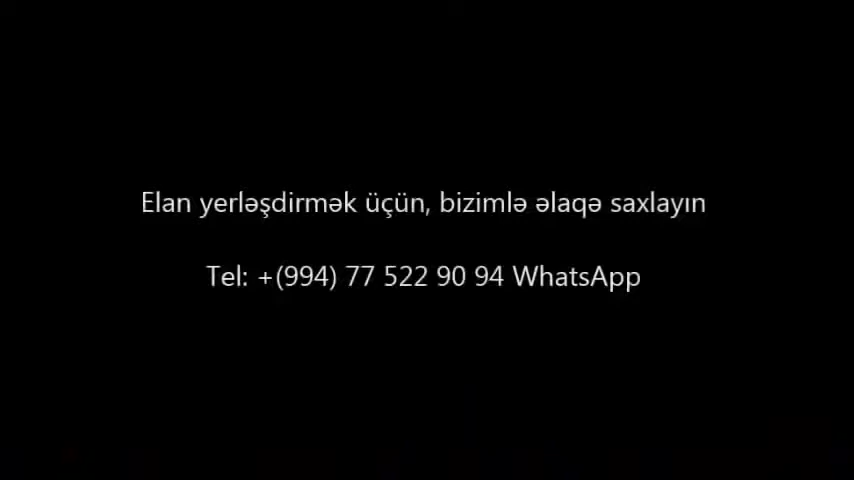 Elan yerləşdirmək üçün, bizimlə əlaqə saxlayın
Tel: +(994) 77 522 90 94 WhatsApp